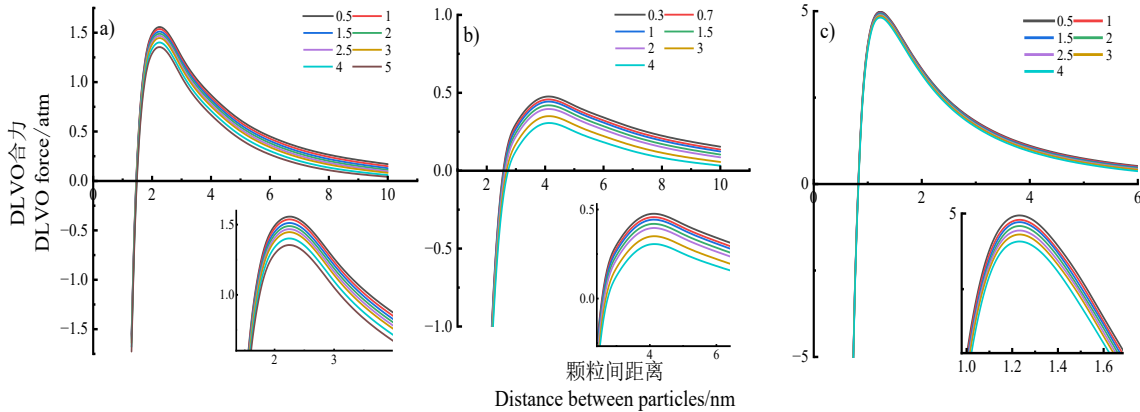 DLVO合力
DLVO force/atm
a)
0.5 1
1.5 2
2.5 3
4 5
1.5
1.0
0.5
0.0
−0.5
−1.0
−1.5
0 2 4 6 8 10
1.5
1.0
2 3
b)
0.3 0.7
1 1.5
2 3
4
1.0
0.5
0.0
−0.5
−1.0
2 4 6 8 10
0.5
0.0
2 4 6
c)
0.5 1
1.5 2
2.5 3
4
5
0
−5
0 2 4 6
5
1.0 1.2 1.4 1.6
颗粒间距离
Distance between particles/nm